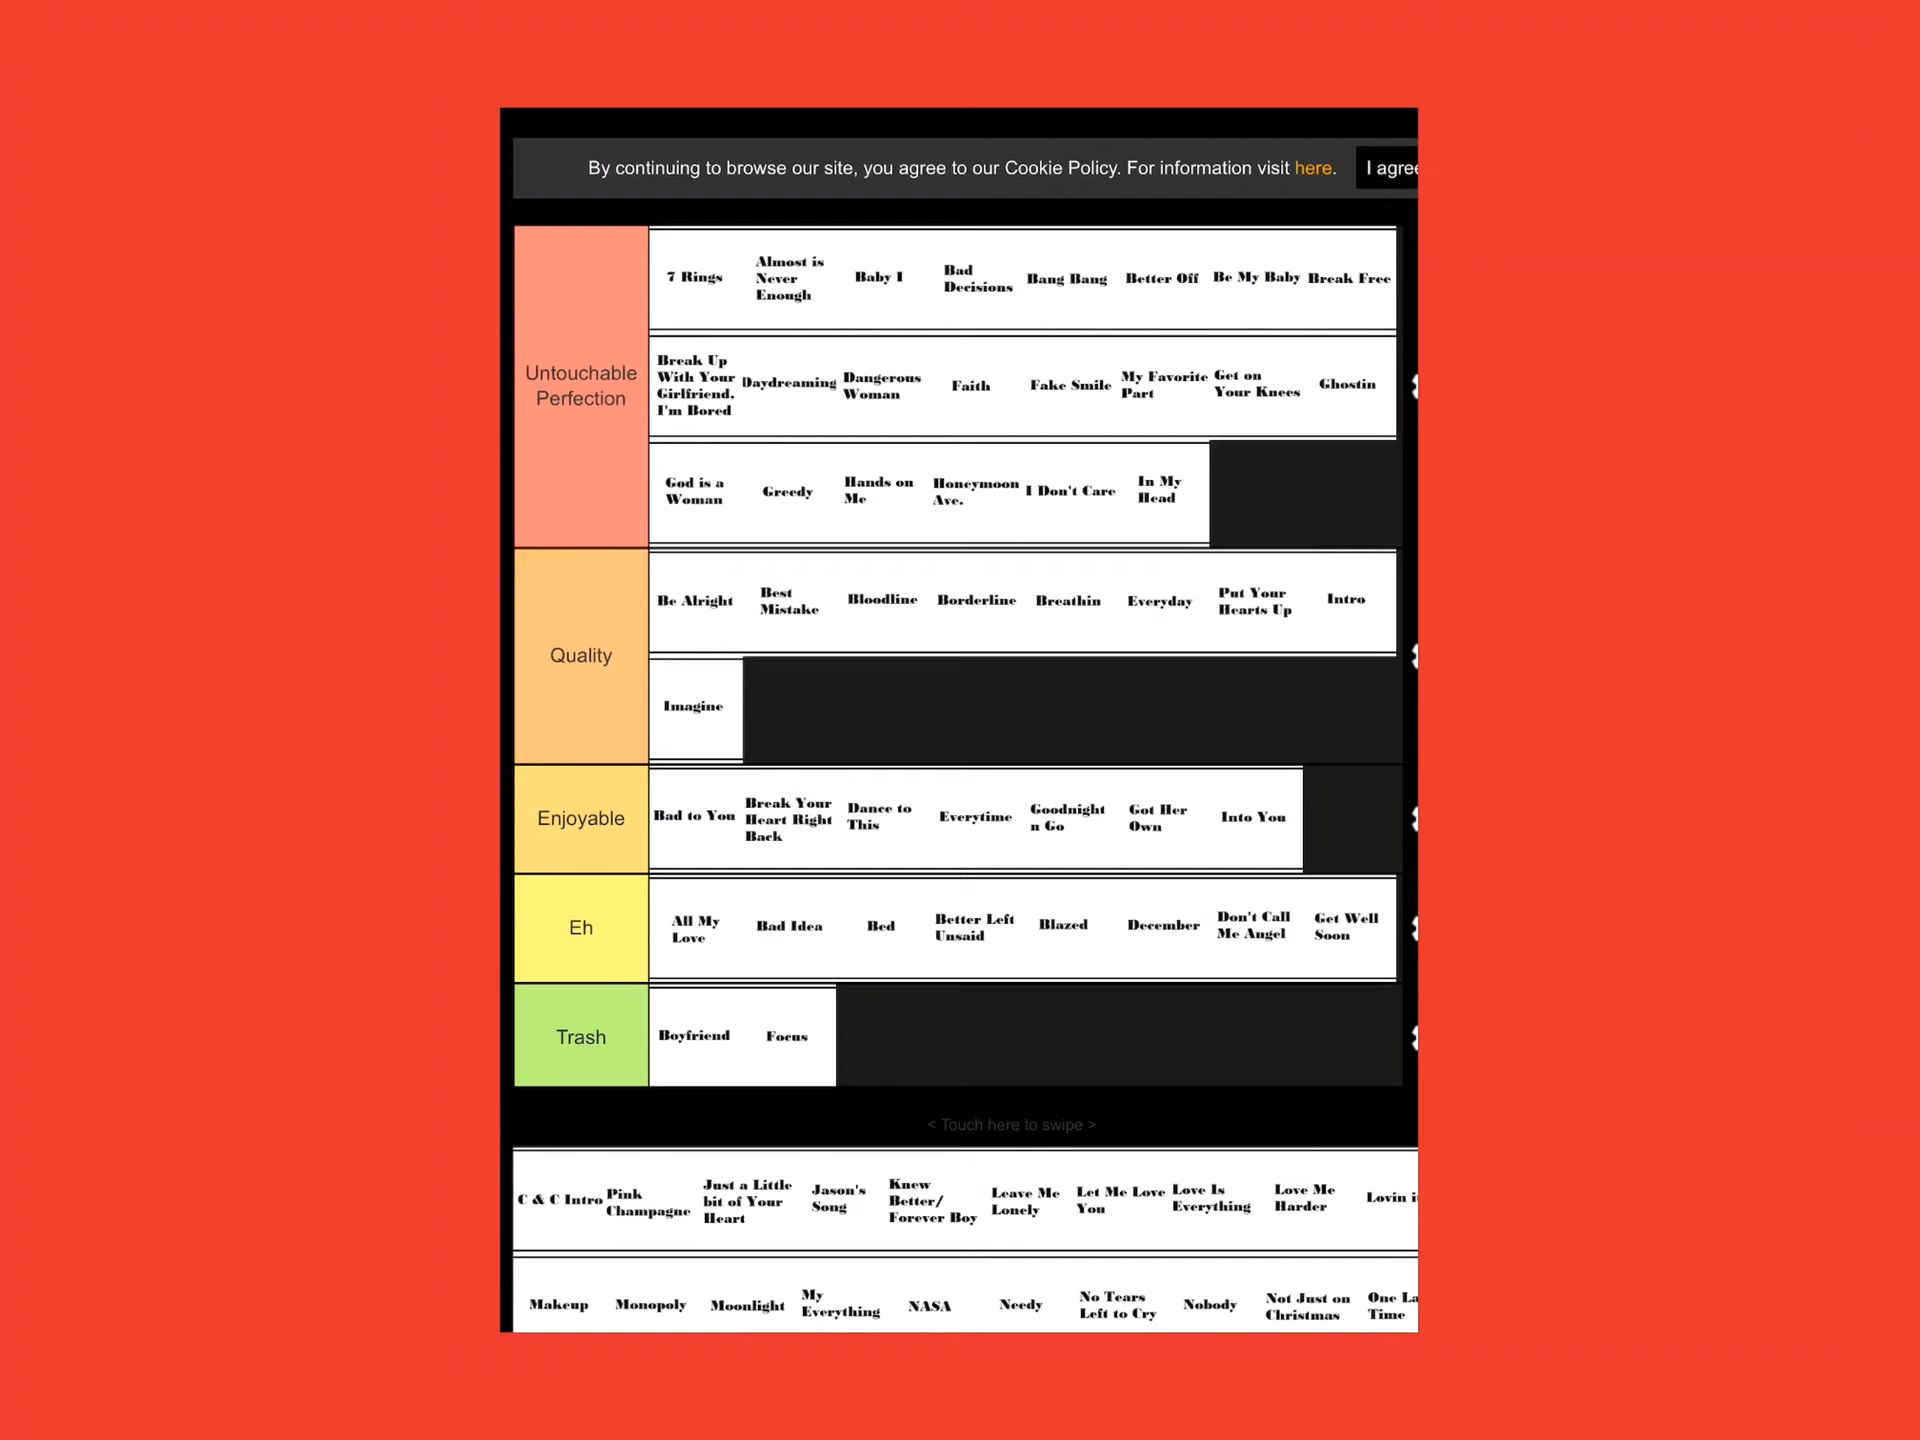 By continuing to browse our site, you agree to our Cookie Policy. For information visit here.
I agree
Untouchable
Perfection
7 Rings
Almost is
Never
Enough
Baby I
Bad
Decisions
Bang Bang
Better Off
Be My Baby
Break Free
Break Up
With Your
Girlfriend,
I'm Bored
Daydreaming
Dangerous
Woman
Faith
Fake Smile
My Favorite
Part
Get on
Your Knees
Ghostin
God is a
Woman
Greedy
Hands on
Me
Honeymoon
Ave.
I Don't Care
In My
Head
Quality
Be Alright
Best
Mistake
Bloodline
Borderline
Breathin
Everyday
Put Your
Hearts Up
Intro
Imagine
Enjoyable
Bad to You
Break Your
Heart Right
Back
Dance to
This
Everytime
Goodnight
n Go
Got Her
Own
Into You
Eh
All My
Love
Bad Idea
Bed
Better Left
Unsaid
Blazed
December
Don't Call
Me Angel
Get Well
Soon
Trash
Boyfriend
Focus
< Touch here to swipe >
C & C Intro
Pink
Champagne
Just a Little
bit of Your
Heart
Jason's
Song
Knew
Better/
Forever Boy
Leave Me
Lonely
Let Me Love
You
Love Is
Everything
Love Me
Harder
Lovin i
Makeup
Monopoly
Moonlight
My
Everything
NASA
Needy
No Tears
Left to Cry
Nobody
Not Just on
Christmas
One La
Time